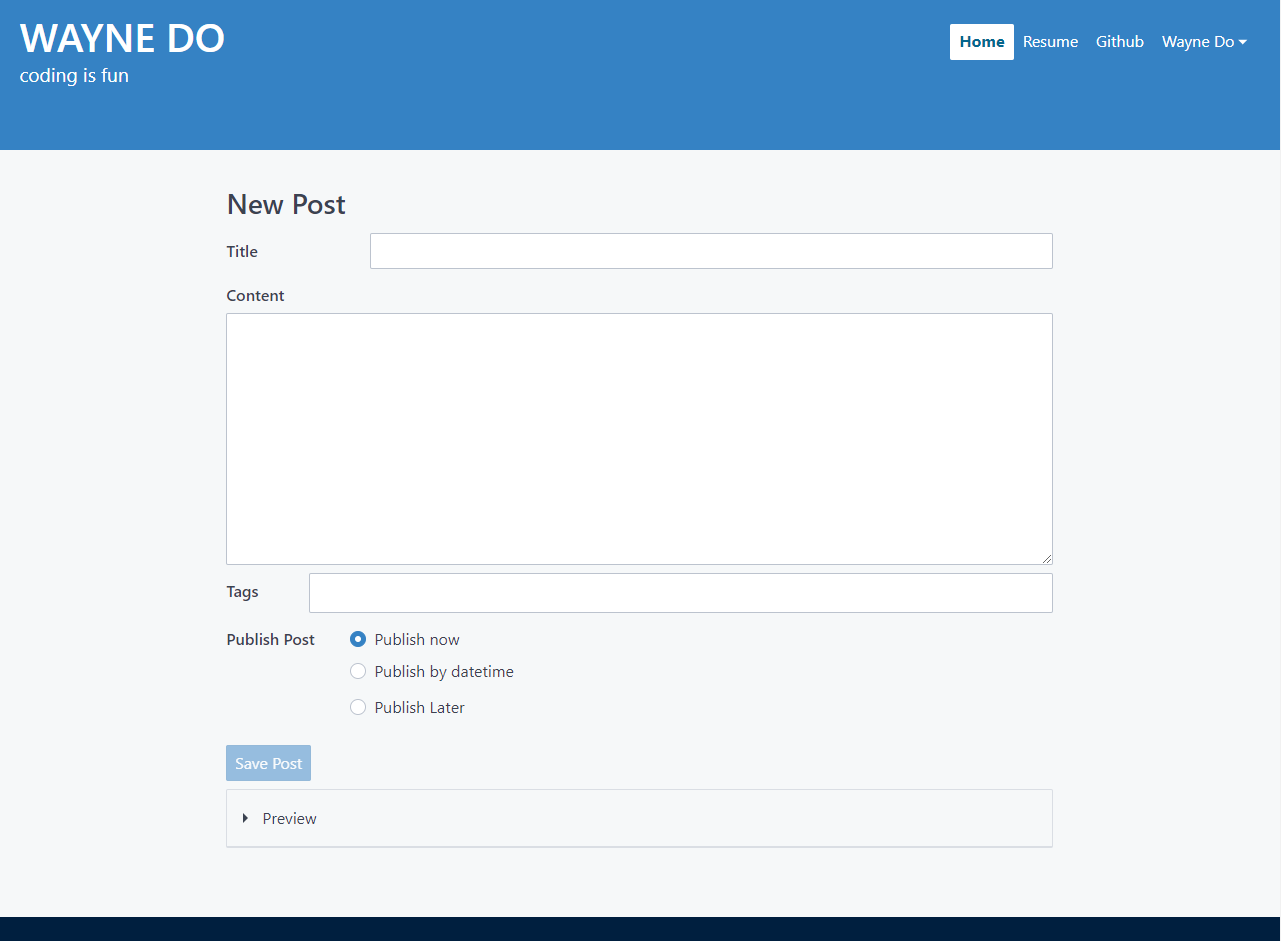 WAYNE DO
coding is fun
Home Resume Github Wayne Do
New Post
Title
Content
Tags
Publish Post
Publish now
Publish by datetime
Publish Later
Save Post
Preview